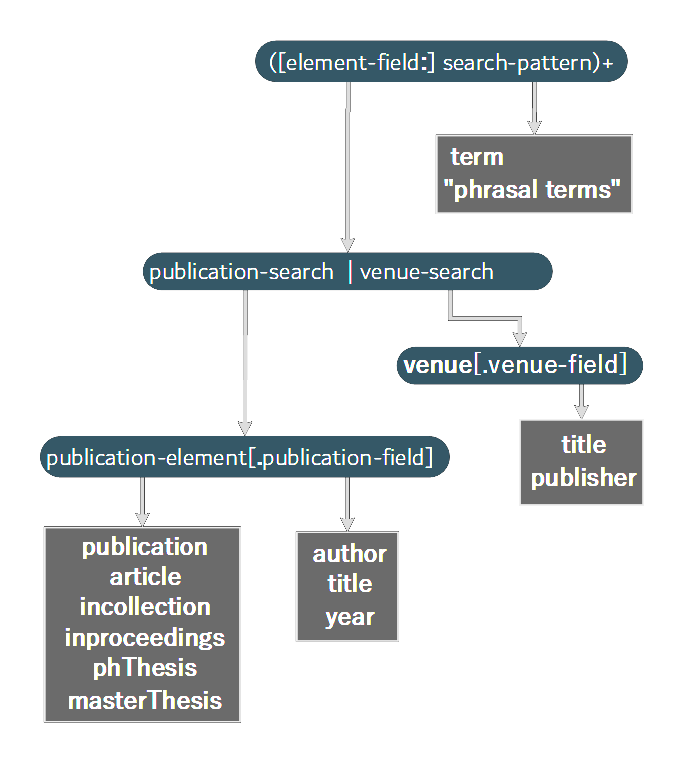 ([element-field:] search-pattern)+
term
"phrasal terms"
publication-search | venue-search
venue[.venue-field]
title
publisher
publication-element[.publication-field]
publication
article
incollection
inproceedings
phThesis
masterThesis
author
title
year